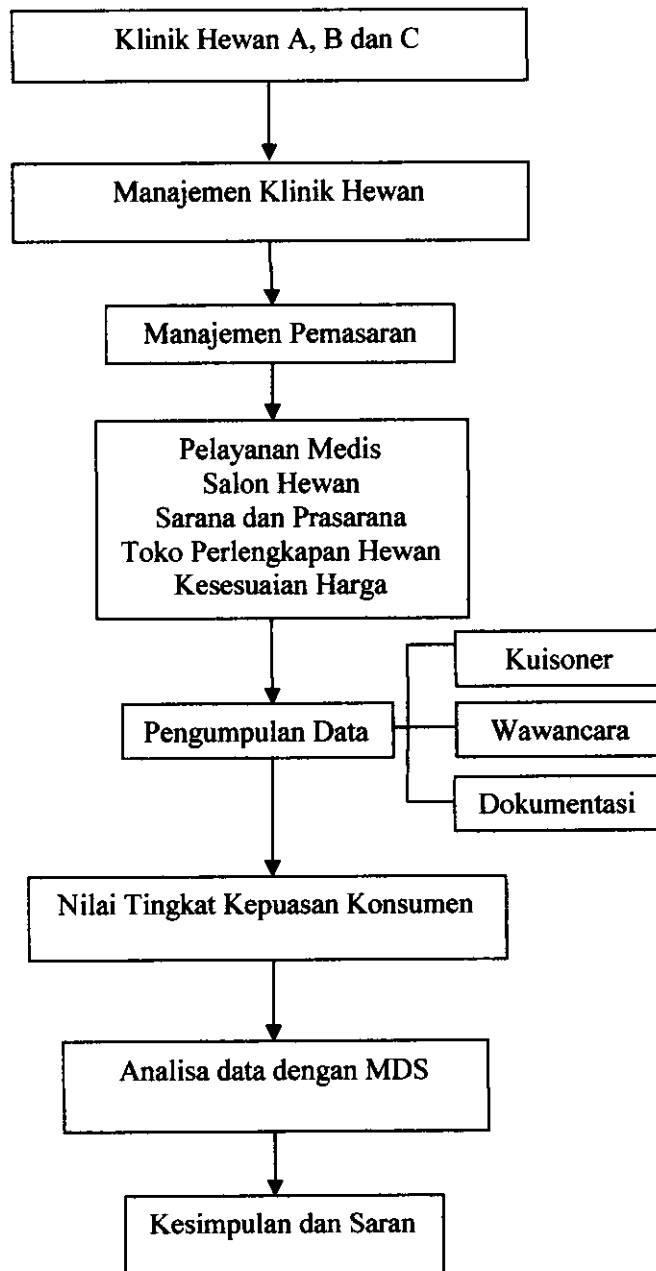 Klinik Hewan A, B dan C
Manajemen Klinik Hewan
Manajemen Pemasaran
Pelayanan Medis
Salon Hewan
Sarana dan Prasarana
Toko Perlengkapan Hewan
Kesesuaian Harga
Pengumpulan Data
Kuisoner
Wawancara
Dokumentasi
Nilai Tingkat Kepuasan Konsumen
Analisa data dengan MDS
Kesimpulan dan Saran